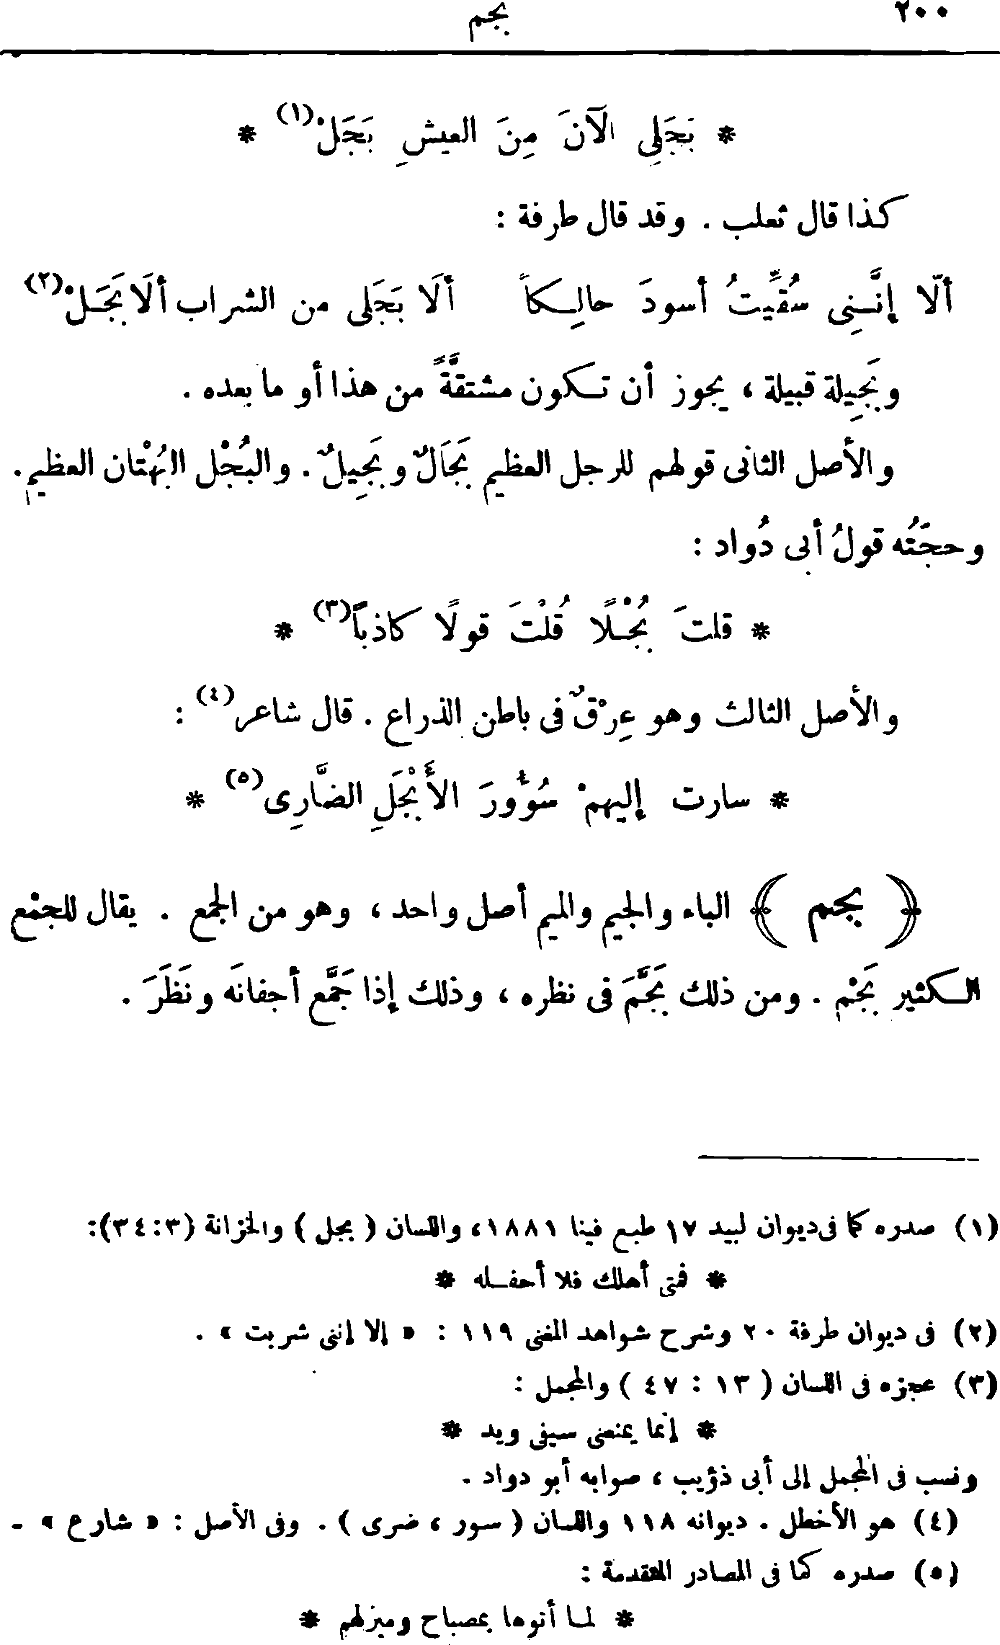 ٢٠٠
بجم
* بَجَلِى الآنَ مِنَ العيشِ بَجَلْ(١) *
كذا قال ثعلب . وقد قال طرفة :
ألَا إنَّنِى سُقِّيتُ أسودَ حالِكاً ألَا بَجَلَى من الشراب ألَا بَجَلْ(٢)
وبَجِيلة قبيلة ، يجوز أن تكون مشتقَّةً من هذا أو ما بعده .
والأصل الثانى قولهم للرجل العظيم بَجَالٌ وبَجِيلٌ . والبُجْل البُهْتان العظيم .
وحجّتُه قولُ أبى دُواد :
* قلتَ بُجْلًا قُلْتَ قولًا كاذباً(٣) *
والأصل الثالث وهو عِرْقٌ فى باطن الذراع . قال شاعر(٤) :
* سارت إليهمْ سُؤُورَ الأَبْجَلِ الضَّارِى(٥) *
﴿ بجم ﴾ الباء والجيم والميم أصل واحد ، وهو من الجمع . يقال للجمْع
الكثير بَجْم . ومن ذلك بَجَّمَ فى نظره ، وذلك إذا جَمَّع أجفانَه ونَظَرَ .
(١) صدره كما فى ديوان لبيد ١٧ طبع فينا ١٨٨١، واللسان ( بجل ) والخزانة (٣:٣٤):
* فمتى أهلك فلا أحفله *
(٢) فى ديوان طرفة ٢٠ وشرح شواهد المغنى ١١٩ : « إلا إننى شربت » .
(٣) عجزه فى اللسان ( ١٣ : ٤٧ ) والمجمل :
* إنما يمنعنى سيفى ويد *
ونسب فى المجمل إلى أبى ذؤيب ، صوابه أبو دواد .
(٤) هو الأخطل . ديوانه ١١٨ واللسان ( سور ، ضرى ) . وفى الأصل : « شارع » .
(٥) صدره كما فى المصادر المتقدمة :
* لما أتوها بمصباح ومبزلهم *